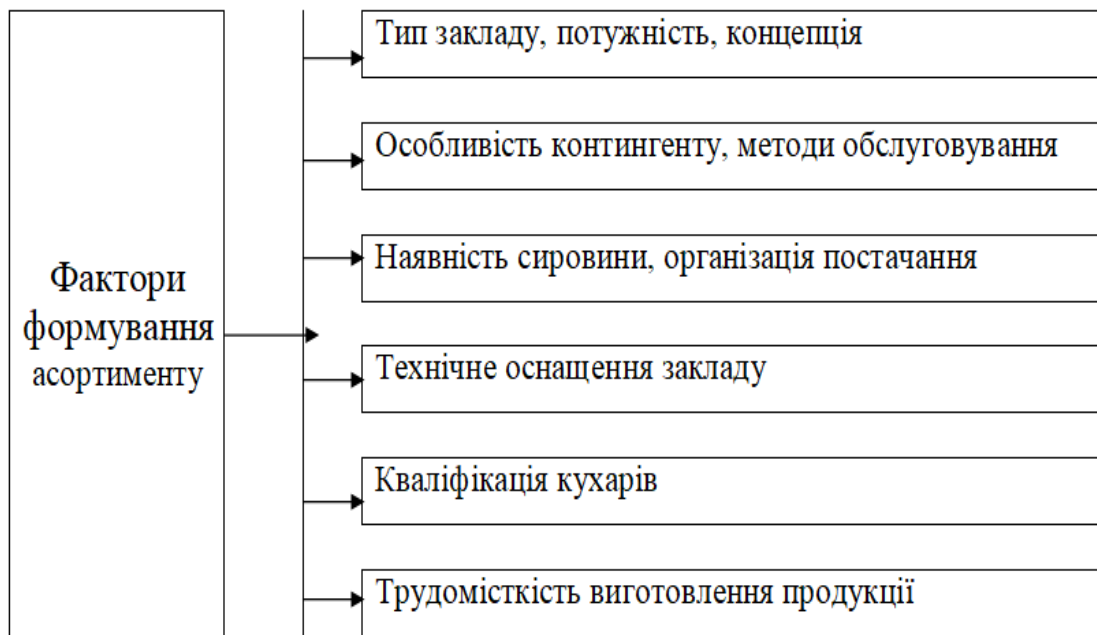 Фактори
формування
асортименту
Тип закладу, потужність, концепція
Особливість контингенту, методи обслуговування
Наявність сировини, організація постачання
Технічне оснащення закладу
Кваліфікація кухарів
Трудомісткість виготовлення продукції